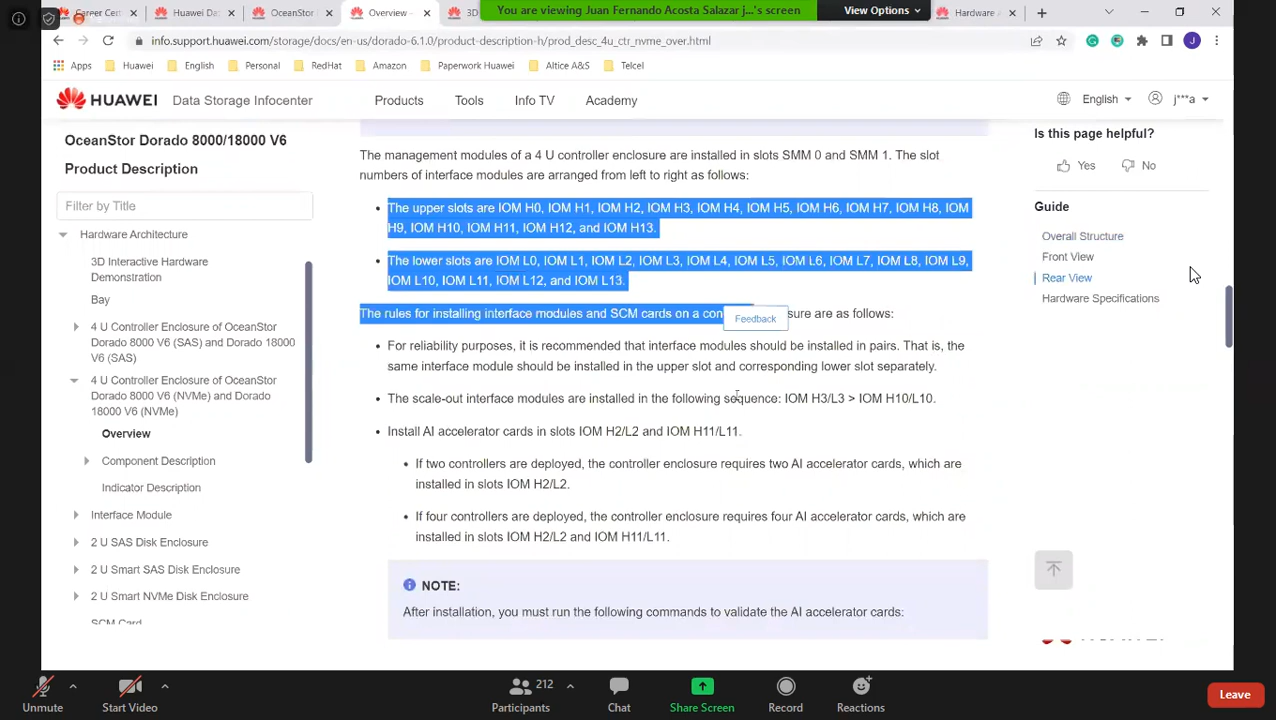 Career Cert
Huawei Di
OceanStor
Overview -
3D
You are viewing Juan Fernando Acosta Salazar j...'s screen
View Options
Hardware A
info.support.huawei.com/storage/docs/en-us/dorado-6.1.0/product-description-h/prod_desc_4u_ctr_nvme_over.html
J
Apps
Huawei
English
Personal
RedHat
Amazon
Paperwork Huawei
Altice A&S
Telcel
HUAWEI
Data Storage Infocenter
Products
Tools
Info TV
Academy
English
j***a
OceanStor Dorado 8000/18000 V6
Product Description
Filter by Title
Hardware Architecture
3D Interactive Hardware
Demonstration
Bay
4 U Controller Enclosure of OceanStor
Dorado 8000 V6 (SAS) and Dorado 18000
V6 (SAS)
4 U Controller Enclosure of OceanStor
Dorado 8000 V6 (NVMe) and Dorado
18000 V6 (NVMe)
Overview
Component Description
Indicator Description
Interface Module
2 U SAS Disk Enclosure
2 U Smart SAS Disk Enclosure
2 U Smart NVMe Disk Enclosure
SCM Card
The management modules of a 4 U controller enclosure are installed in slots SMM 0 and SMM 1. The slot
numbers of interface modules are arranged from left to right as follows:
• The upper slots are IOM H0, IOM H1, IOM H2, IOM H3, IOM H4, IOM H5, IOM H6, IOM H7, IOM H8, IOM
H9, IOM H10, IOM H11, IOM H12, and IOM H13.
• The lower slots are IOM L0, IOM L1, IOM L2, IOM L3, IOM L4, IOM L5, IOM L6, IOM L7, IOM L8, IOM L9,
IOM L10, IOM L11, IOM L12, and IOM L13.
The rules for installing interface modules and SCM cards on a con sure are as follows:
Feedback
• For reliability purposes, it is recommended that interface modules should be installed in pairs. That is, the
same interface module should be installed in the upper slot and corresponding lower slot separately.
• The scale-out interface modules are installed in the following sequence: IOM H3/L3 > IOM H10/L10.
• Install AI accelerator cards in slots IOM H2/L2 and IOM H11/L11.
• If two controllers are deployed, the controller enclosure requires two AI accelerator cards, which are
installed in slots IOM H2/L2.
• If four controllers are deployed, the controller enclosure requires four AI accelerator cards, which are
installed in slots IOM H2/L2 and IOM H11/L11.
NOTE:
After installation, you must run the following commands to validate the AI accelerator cards:
Is this page helpful?
Yes
No
Guide
Overall Structure
Front View
Rear View
Hardware Specifications
Unmute
Start Video
212
Participants
Chat
Share Screen
Record
Reactions
Leave